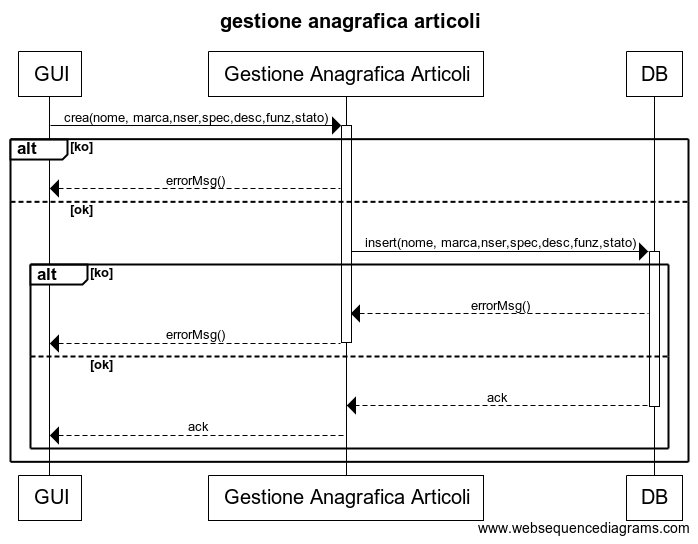 gestione anagrafica articoli
GUI
Gestione Anagrafica Articoli
DB
crea(nome, marca,nser,spec,desc,funz,stato)
alt
[ko]
errorMsg()
[ok]
insert(nome, marca,nser,spec,desc,funz,stato)
alt
[ko]
errorMsg()
errorMsg()
[ok]
ack
ack
GUI
Gestione Anagrafica Articoli
DB
www.websequencediagrams.com